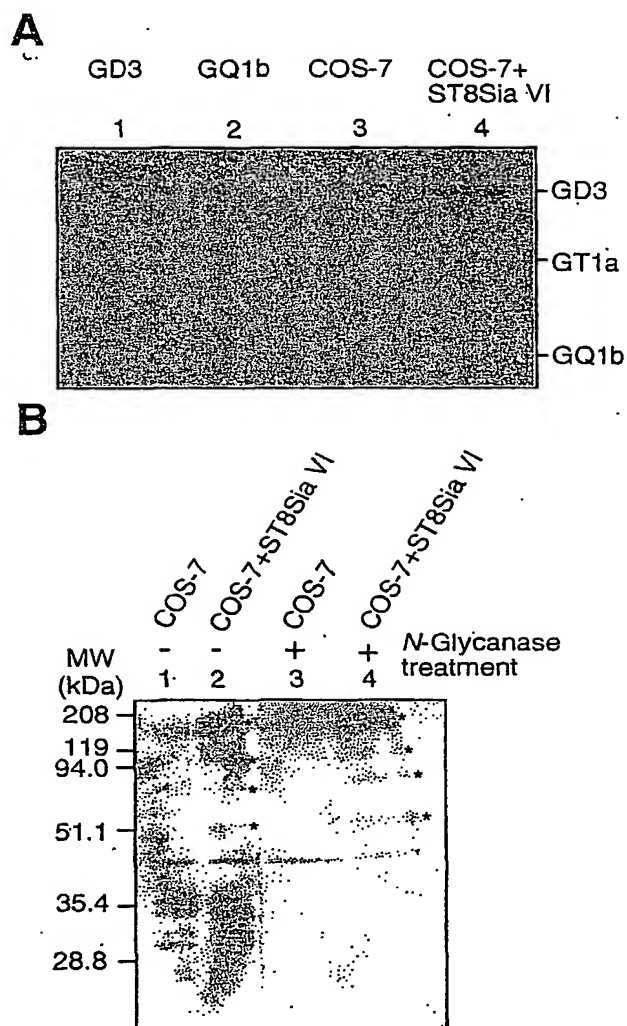 A
GD3 GQ1b COS-7 COS-7+
ST8Sia VI
1 2 3 4
GD3
GT1a
GQ1b
B
COS-7 COS-7+ST8Sia VI COS-7 COS-7+ST8Sia VI
- - + + N-Glycanase
treatment
MW
(kDa)
1 2 3 4
208
119
94.0
51.1
35.4
28.8